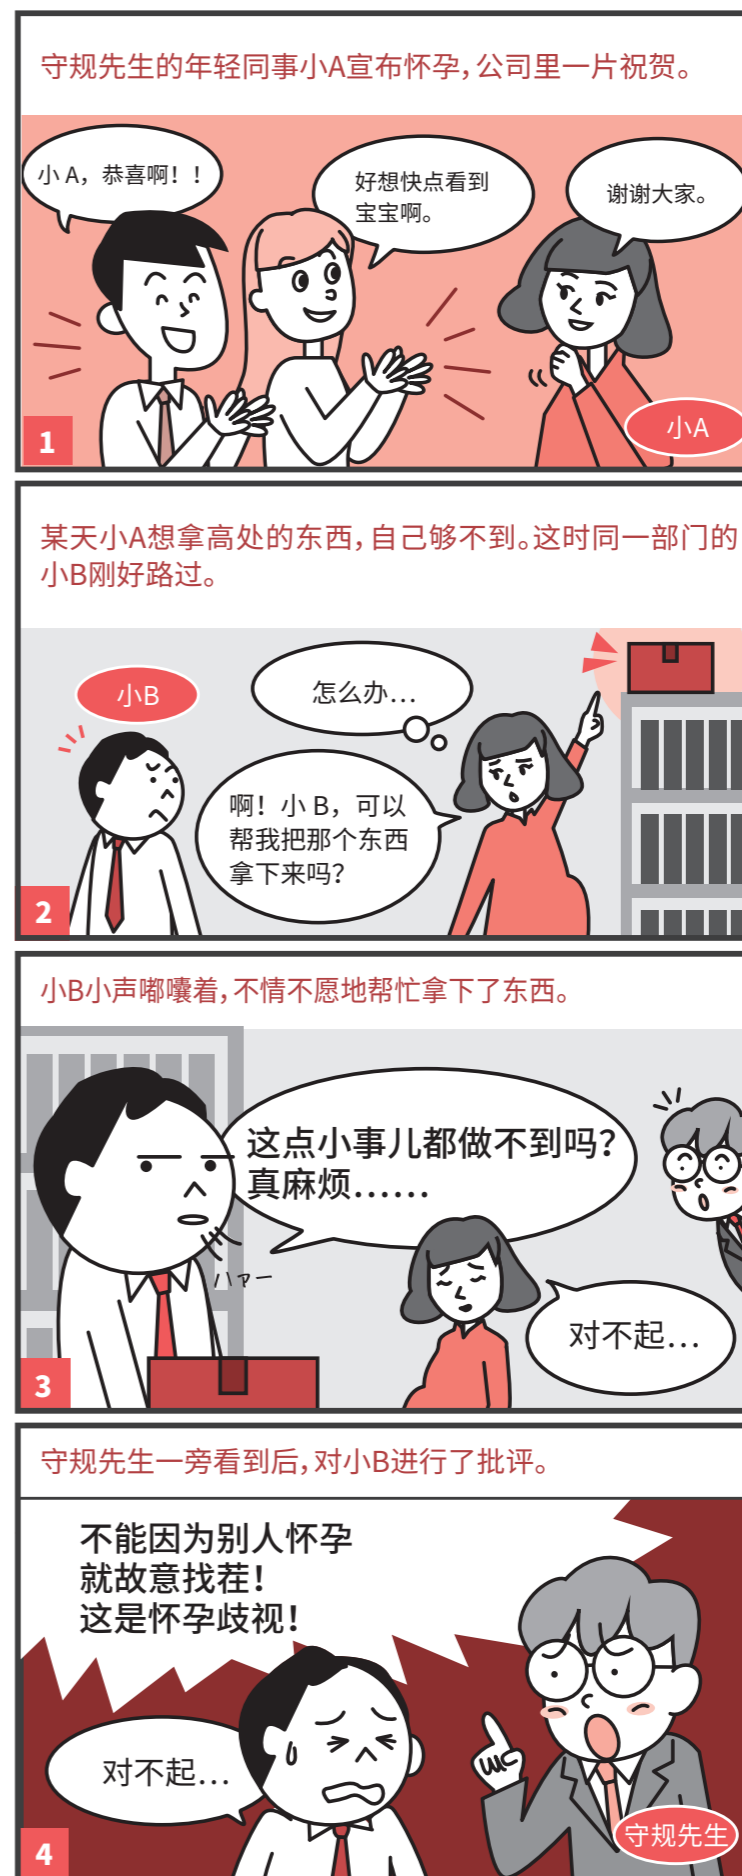 守规先生的年轻同事小A宣布怀孕，公司里一片祝贺。
小 A，恭喜啊！！
好想快点看到
宝宝啊。
谢谢大家。
小A
1
某天小A想拿高处的东西，自己够不到。这时同一部门的
小B刚好路过。
小B
怎么办…
啊！小 B，可以
帮我把那个东西
拿下来吗？
2
小B小声嘟囔着，不情不愿地帮忙拿下了东西。
这点小事儿都做不到吗？
真麻烦……
ハァー
对不起…
3
守规先生一旁看到后，对小B进行了批评。
不能因为别人怀孕
就故意找茬！
这是怀孕歧视！
对不起…
守规先生
4